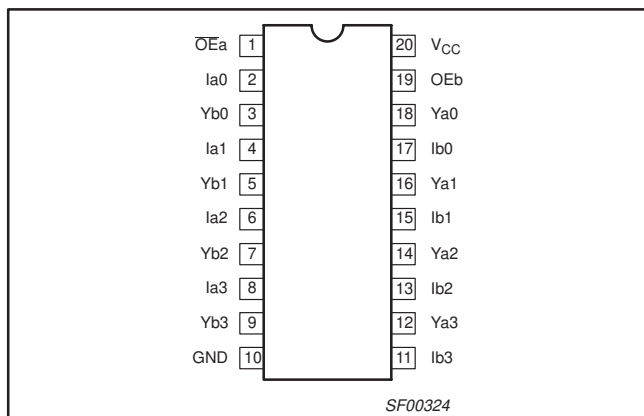 O̅E̅a 1 20 VCC
Ia0 2 19 OEb
Yb0 3 18 Ya0
Ia1 4 17 Ib0
Yb1 5 16 Ya1
Ia2 6 15 Ib1
Yb2 7 14 Ya2
Ia3 8 13 Ib2
Yb3 9 12 Ya3
GND 10 11 Ib3
SF00324